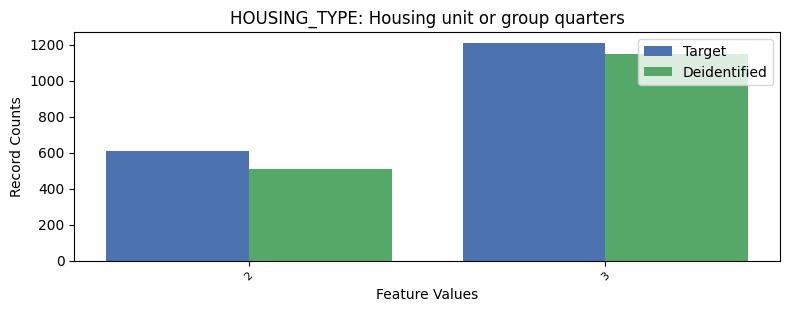 HOUSING_TYPE: Housing unit or group quarters
Target
Deidentified
1200
1000
800
600
400
200
0
Record Counts
2
3
Feature Values